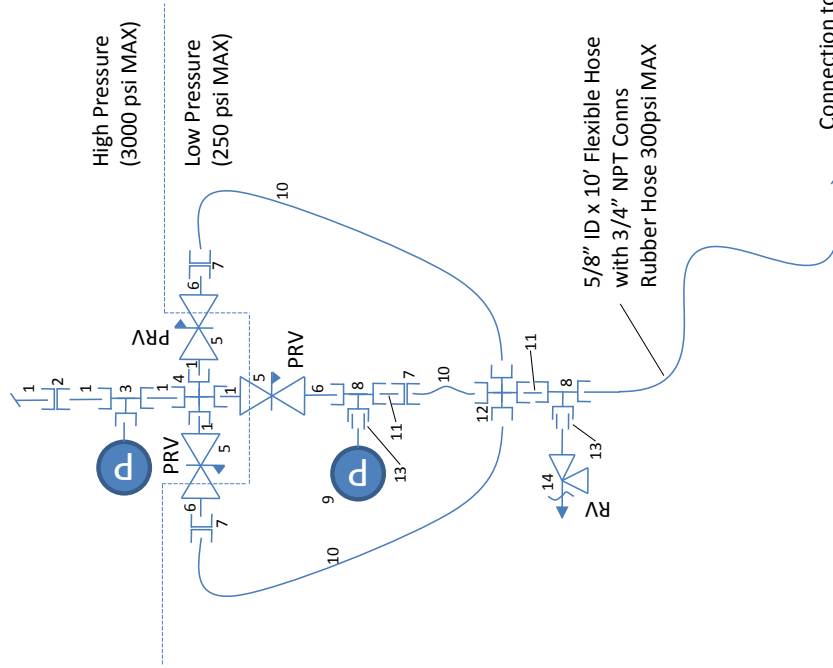 High Pressure
(3000 psi MAX)
Low Pressure
(250 psi MAX)
1
2
1
3
P
1
4
1
1
1
PRV
5
6
7
10
PRV
5
6
7
5
PRV
6
8
P
9
13
11
7
10
10
12
11
8
13
14
RV
5/8” ID x 10’ Flexible Hose
with 3/4” NPT Conns
Rubber Hose 300psi MAX
Connection to